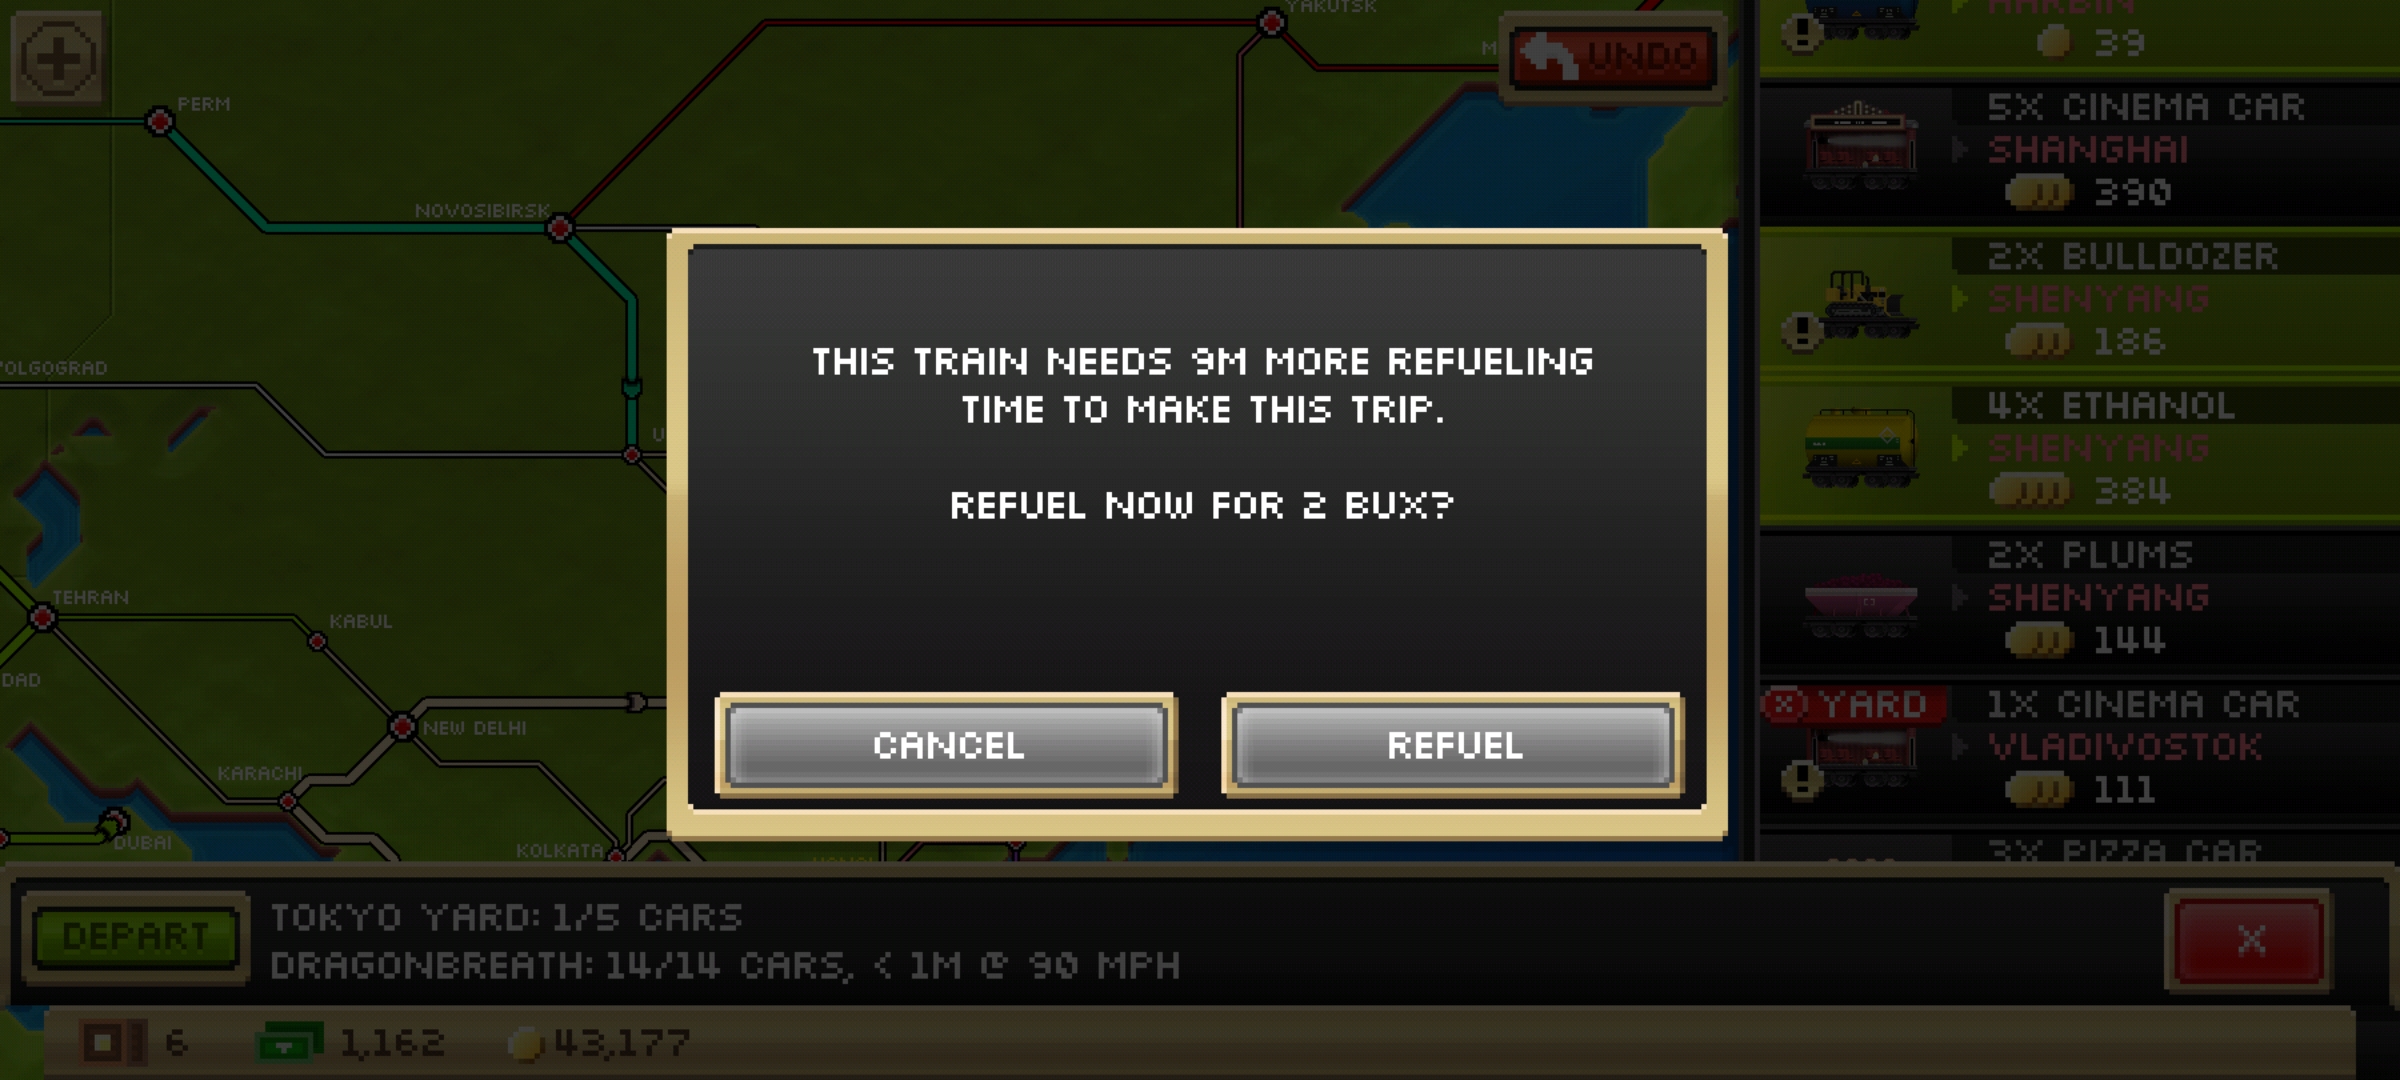 YAKUTSK
UNDO
PERM
NOVOSIBIRSK
TEHRAN
KABUL
NEW DELHI
KARACHI
DUBAI
KOLKATA
THIS TRAIN NEEDS 9M MORE REFUELING
TIME TO MAKE THIS TRIP.
REFUEL NOW FOR 2 BUX?
CANCEL
REFUEL
HARBIN
39
5X CINEMA CAR
SHANGHAI
390
2X BULLDOZER
SHENYANG
186
4X ETHANOL
SHENYANG
384
2X PLUMS
SHENYANG
144
YARD
1X CINEMA CAR
VLADIVOSTOK
111
3X PIZZA CAR
DEPART
TOKYO YARD: 1/5 CARS
DRAGONBREATH: 14/14 CARS, < 1M @ 90 MPH
X
6
1,162
43,177